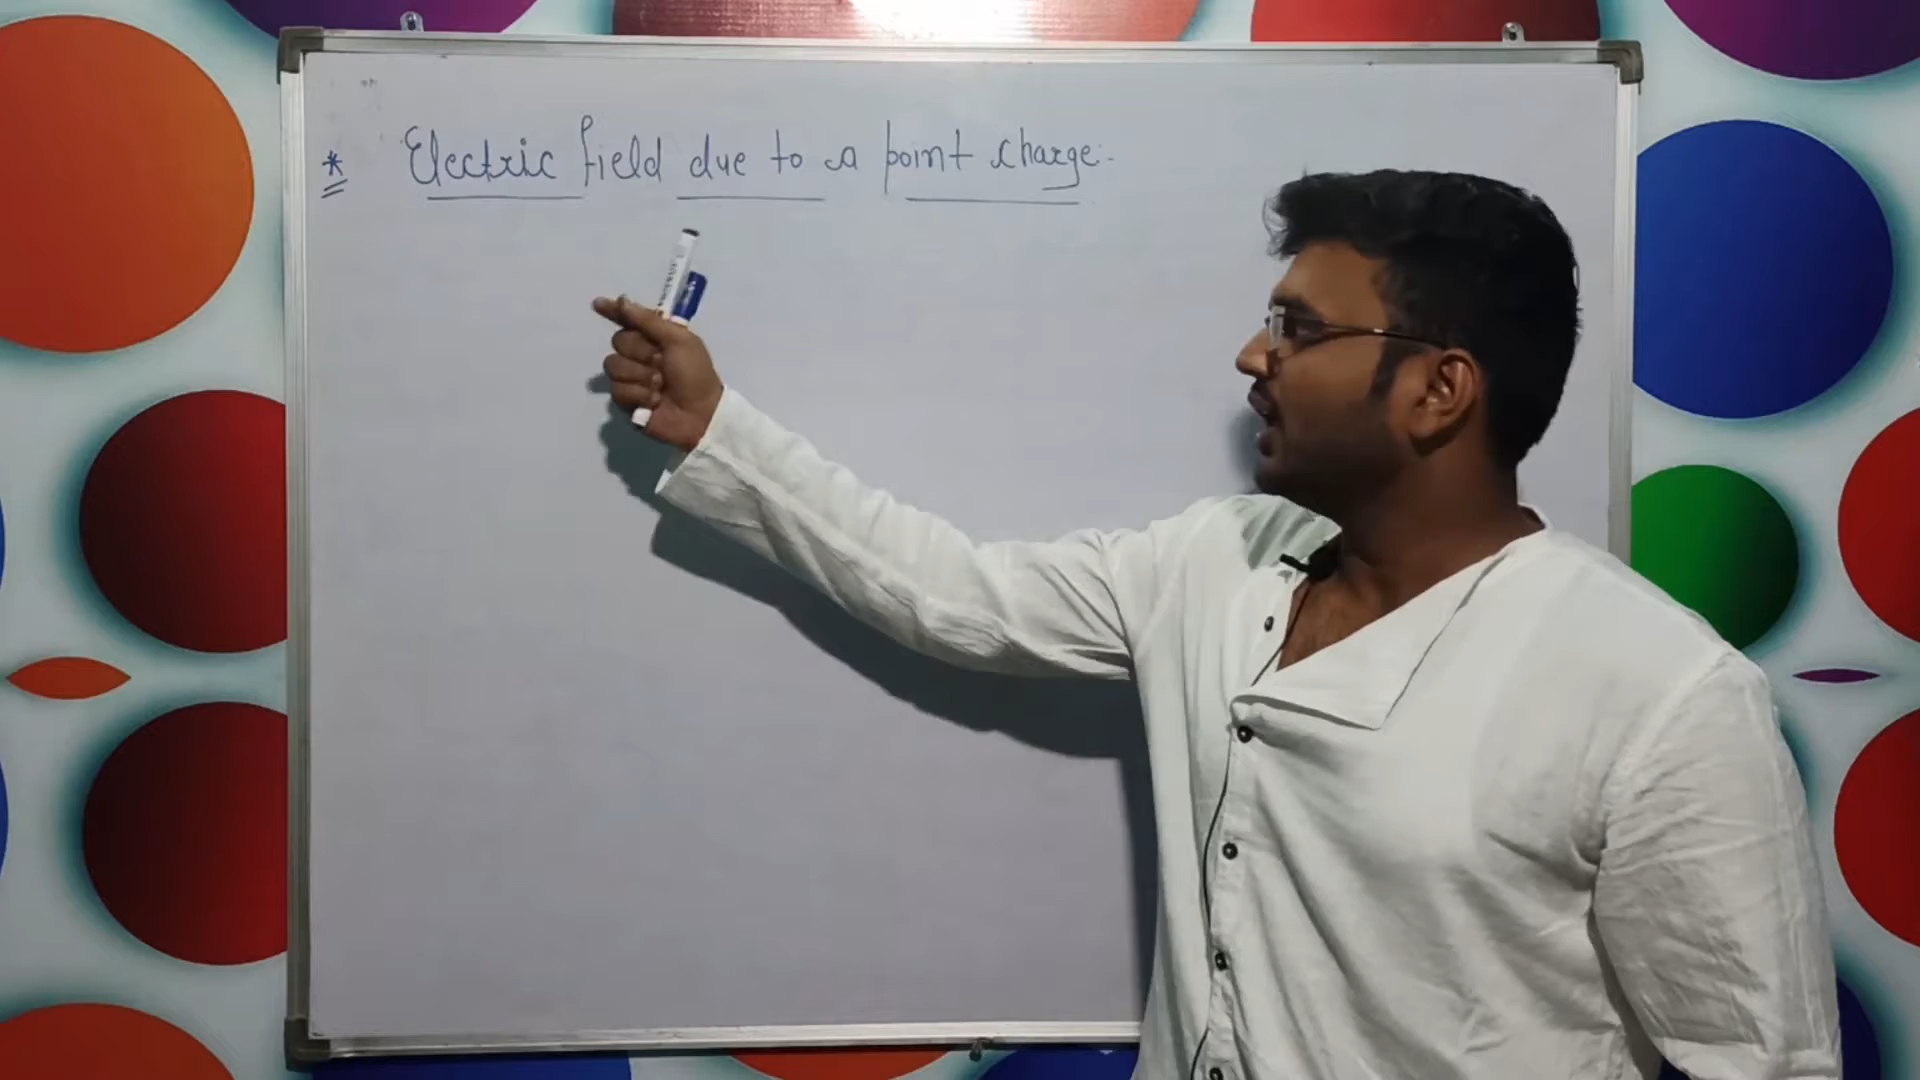 * Electric field due to a point charge:-